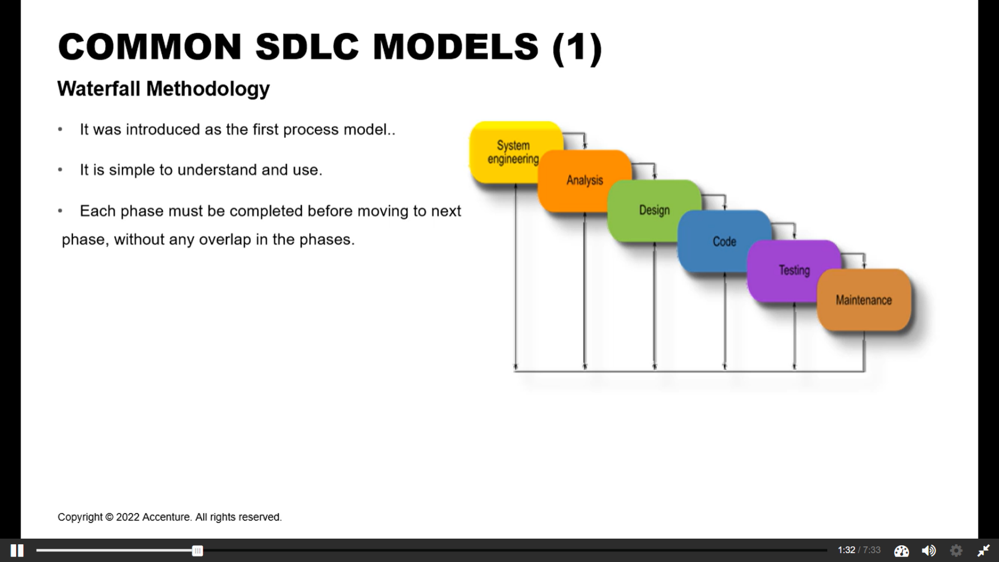 COMMON SDLC MODELS (1)
Waterfall Methodology
• It was introduced as the first process model..
• It is simple to understand and use.
• Each phase must be completed before moving to next
phase, without any overlap in the phases.
System
engineering
Analysis
Design
Code
Testing
Maintenance
Copyright © 2022 Accenture. All rights reserved.
1:32 / 7:33